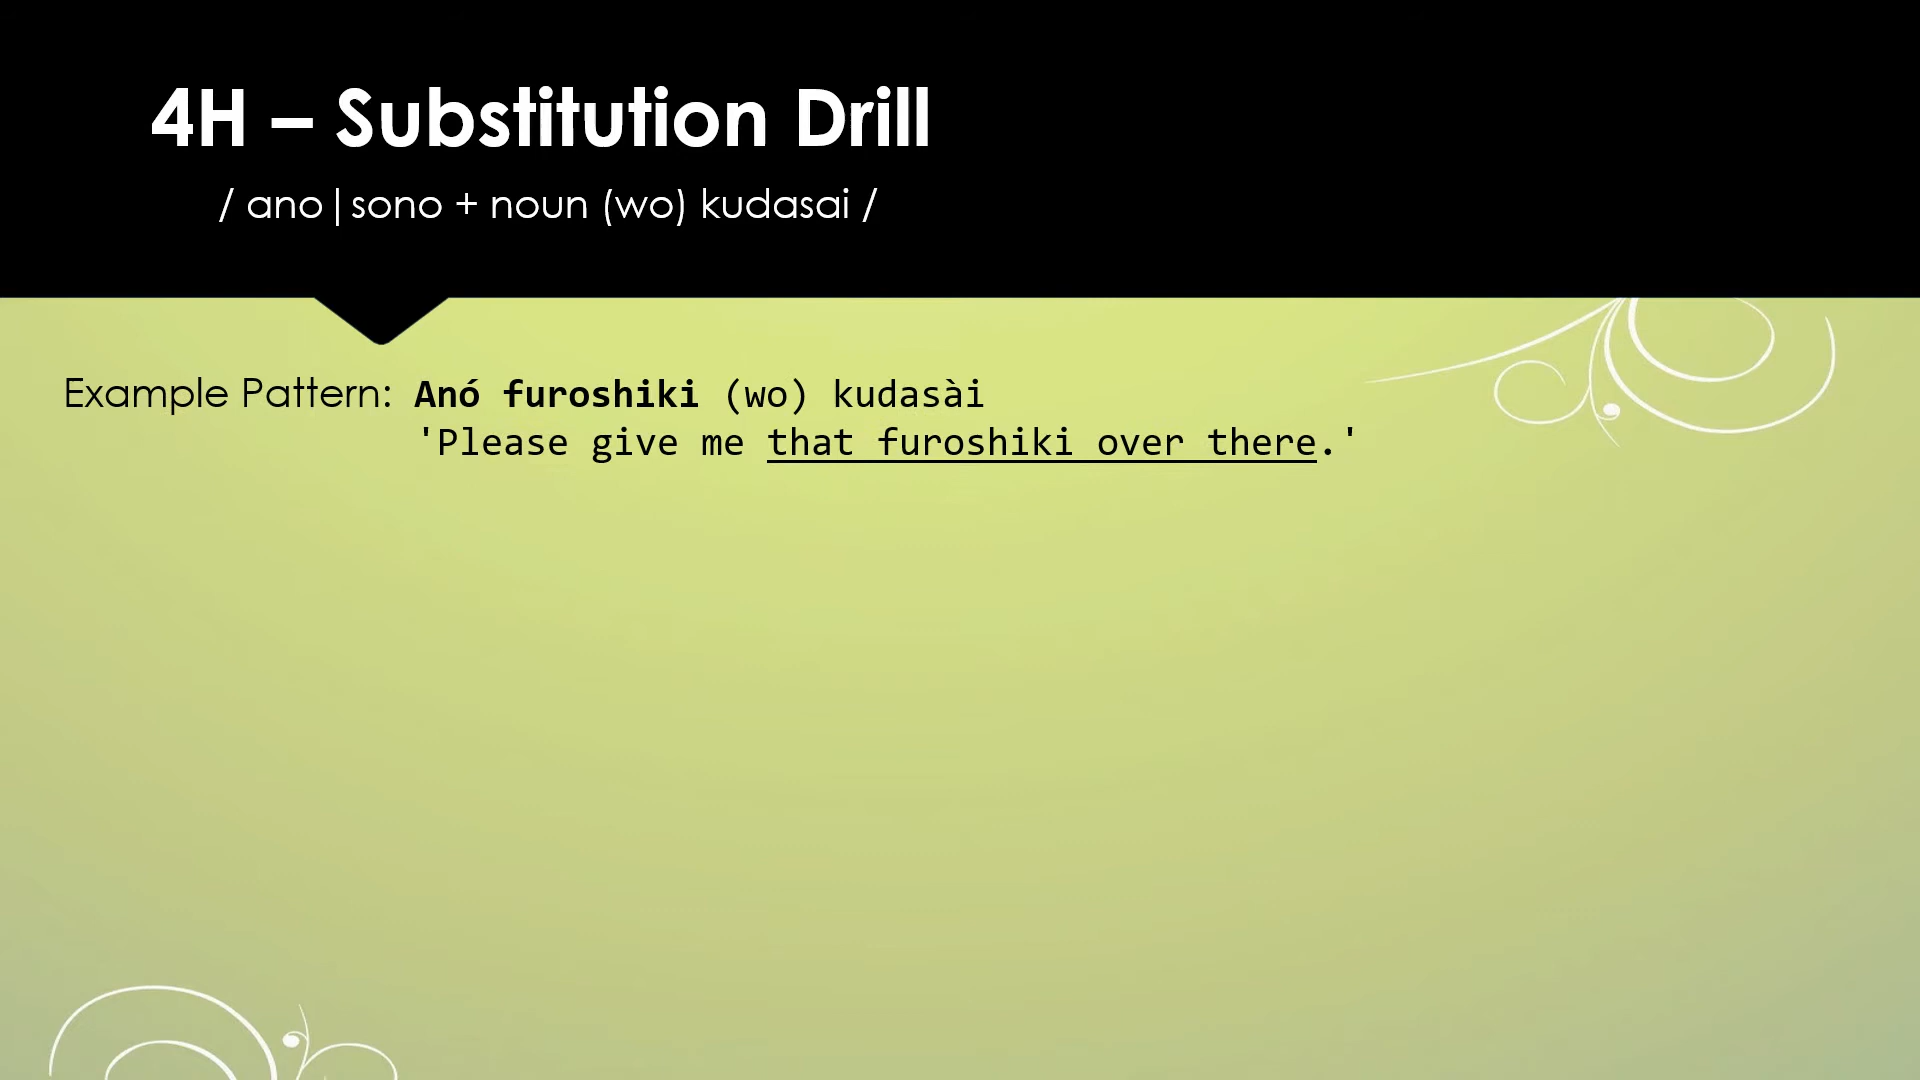 4H – Substitution Drill
/ ano|sono + noun (wo) kudasai /
Example Pattern: Anó furoshiki (wo) kudasài
'Please give me that furoshiki over there.'